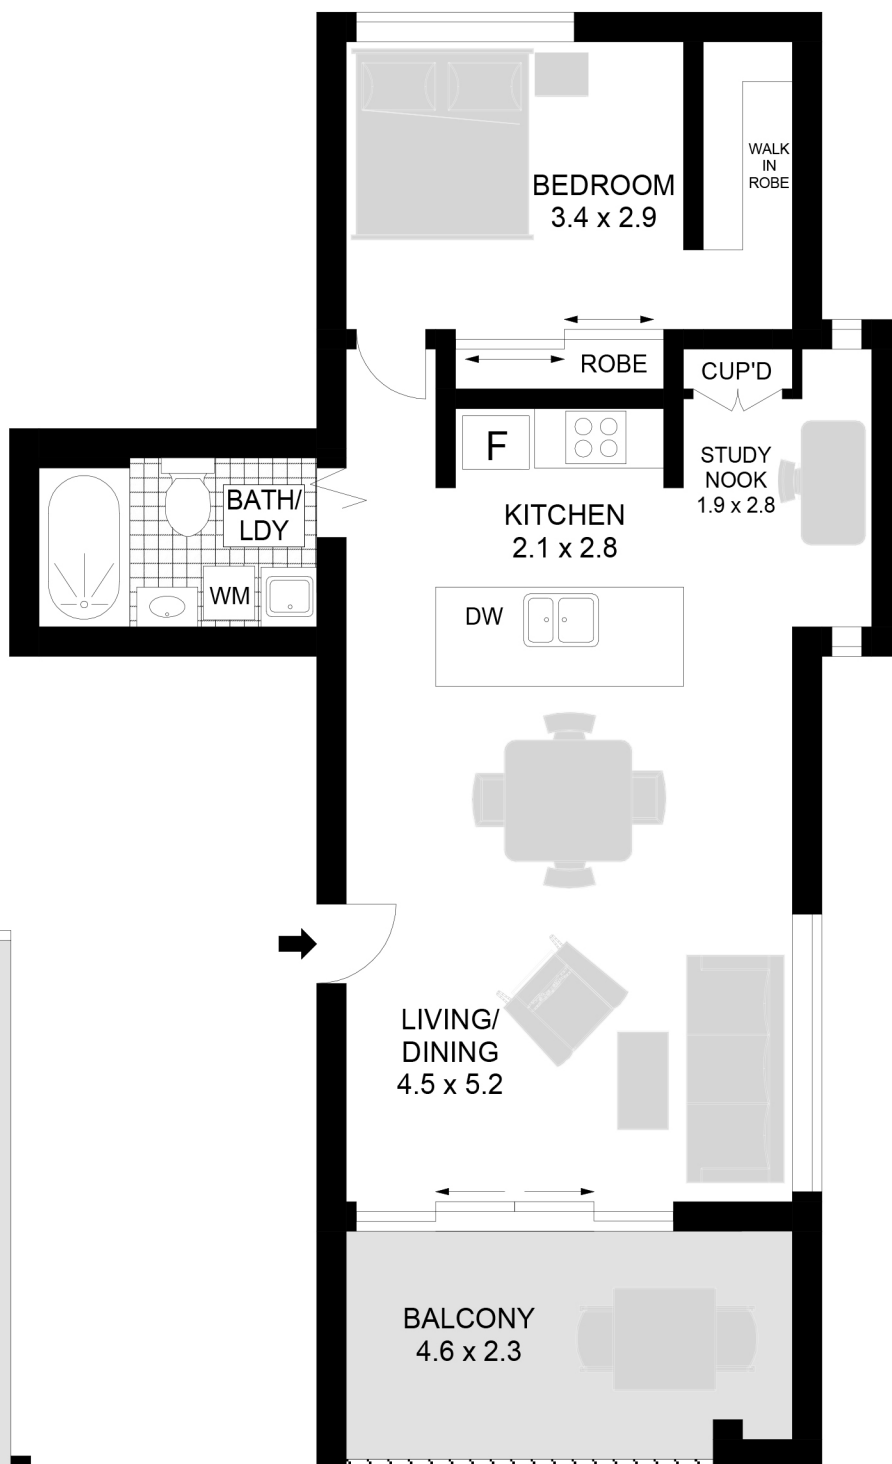 WALK
IN
ROBE
BEDROOM
3.4 x 2.9
ROBE
CUP'D
F
STUDY
NOOK
1.9 x 2.8
BATH/
LDY
KITCHEN
2.1 x 2.8
WM
DW
LIVING/
DINING
4.5 x 5.2
BALCONY
4.6 x 2.3